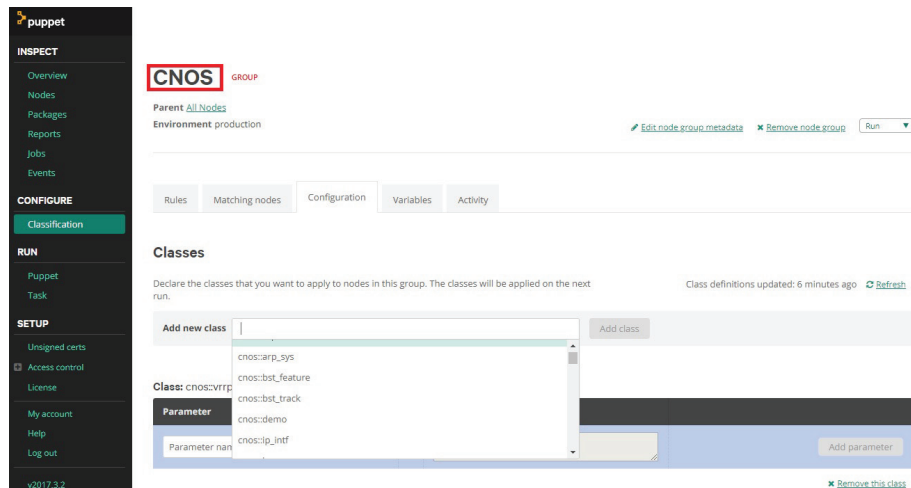 puppet
INSPECT
Overview
Nodes
Packages
Reports
Jobs
Events
CONFIGURE
Classification
RUN
Puppet
Task
SETUP
Unsigned certs
Access control
License
My account
Help
Log out
v2017.3.2
CNOS GROUP
Parent All Nodes
Environment production
Edit node group metadata
Remove node group
Run
Rules
Matching nodes
Configuration
Variables
Activity
Classes
Declare the classes that you want to apply to nodes in this group. The classes will be applied on the next
run.
Class definitions updated: 6 minutes ago
Refresh
Add new class
Add class
cnos::arp_sys
cnos::bst_feature
cnos::bst_track
cnos::demo
cnos::ip_intf
Class: cnos::vrrp
Parameter
Parameter nam
Add parameter
Remove this class